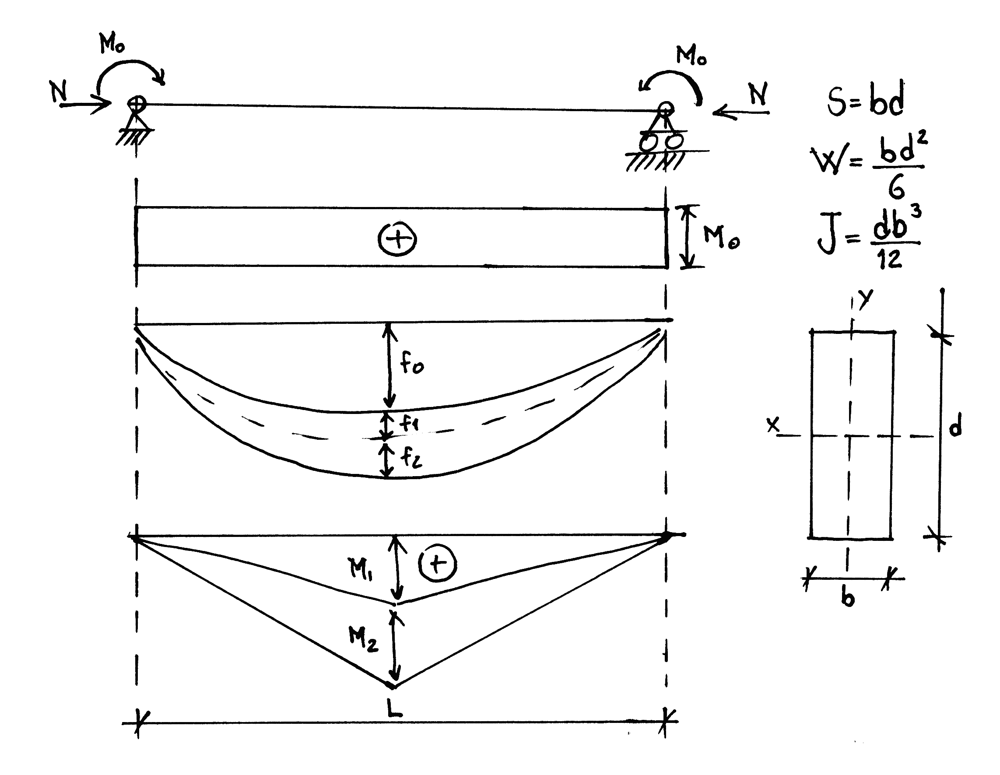 M₀
M₀
N
N
S = bd
W = bd²/6
J = db³/12
+
M₀
f₀
f₁
f₂
y
x
d
b
M₁
+
M₂
L